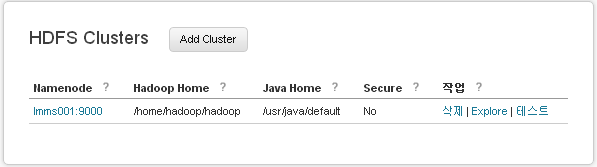 HDFS Clusters Add Cluster
Namenode ? Hadoop Home ? Java Home ? Secure ? 작업 ?
lmms001:9000 /home/hadoop/hadoop /usr/java/default No 삭제 | Explore | 테스트